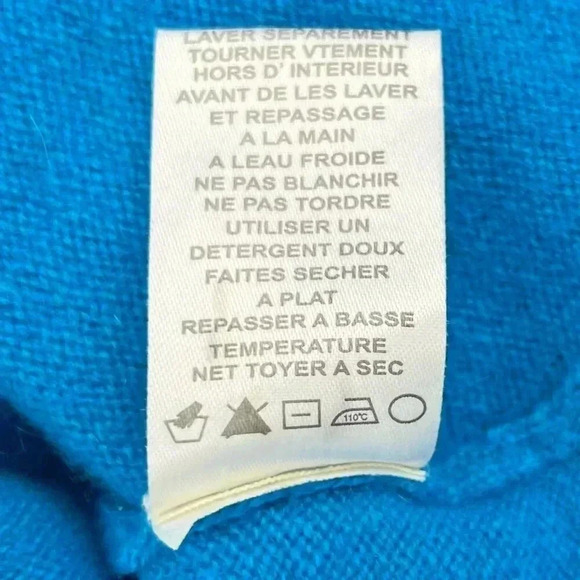 LAVER SEPAREMENT
TOURNER VTEMENT
HORS D' INTERIEUR
AVANT DE LES LAVER
ET REPASSAGE
A LA MAIN
A LEAU FROIDE
NE PAS BLANCHIR
NE PAS TORDRE
UTILISER UN
DETERGENT DOUX
FAITES SECHER
A PLAT
REPASSER A BASSE
TEMPERATURE
NET TOYER A SEC
110°C